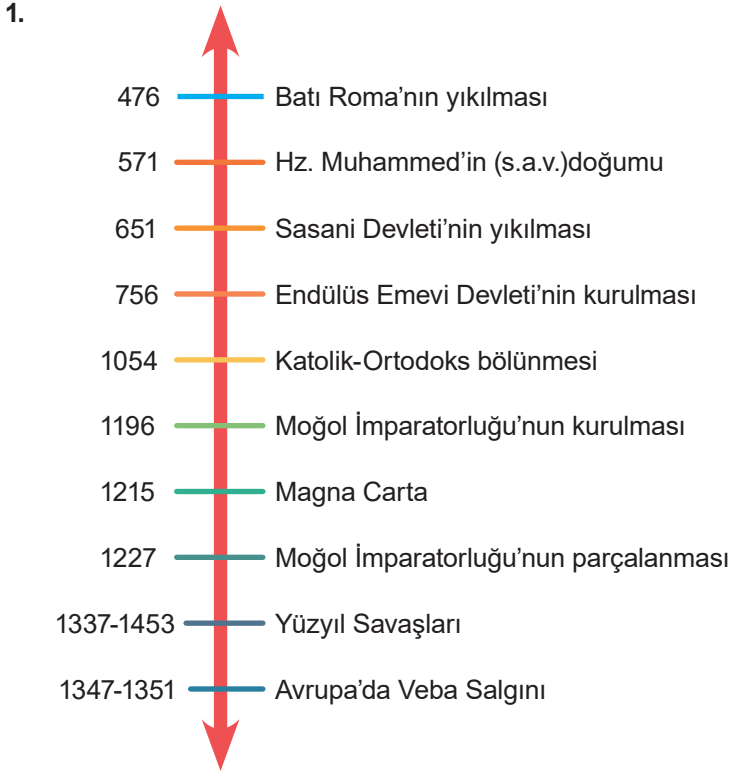 1.
476 Batı Roma’nın yıkılması
571 Hz. Muhammed’in (s.a.v.)doğumu
651 Sasani Devleti’nin yıkılması
756 Endülüs Emevi Devleti’nin kurulması
1054 Katolik-Ortodoks bölünmesi
1196 Moğol İmparatorluğu’nun kurulması
1215 Magna Carta
1227 Moğol İmparatorluğu’nun parçalanması
1337-1453 Yüzyıl Savaşları
1347-1351 Avrupa’da Veba Salgını